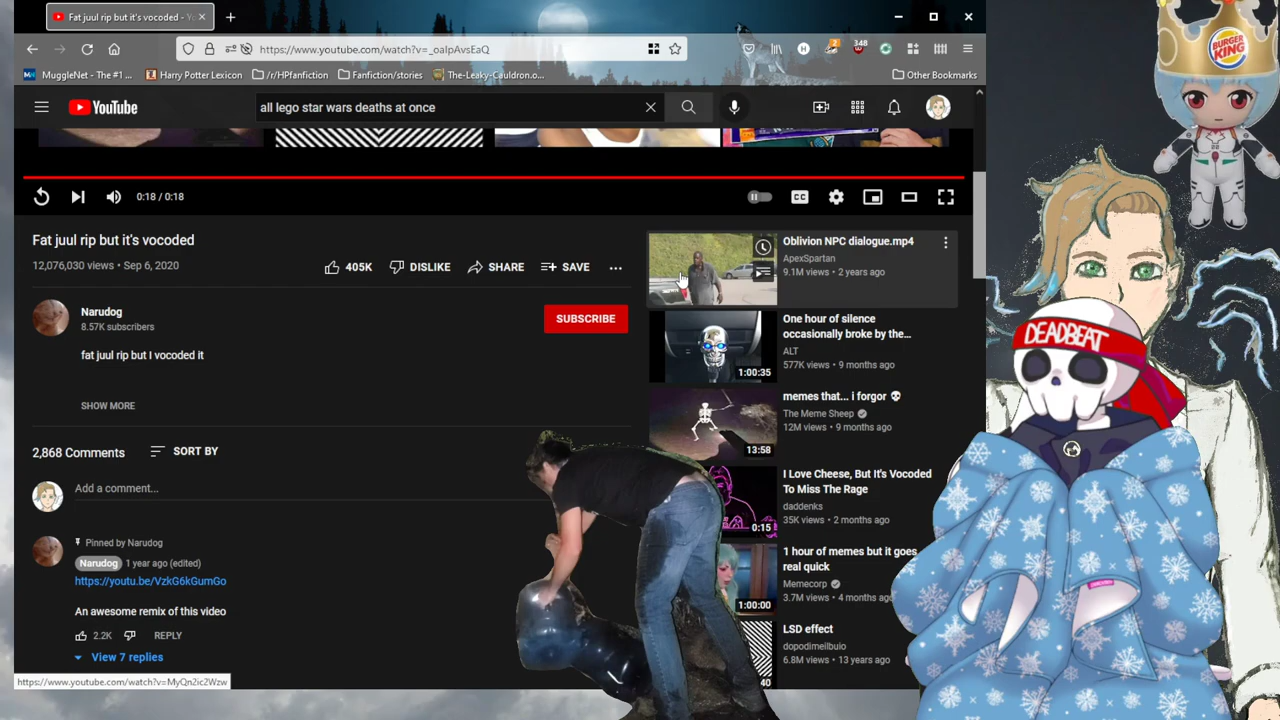 Fat juul rip but it's vocoded - Yo
https://www.youtube.com/watch?v=_oaIpAvsEaQ
2
348
MuggleNet - The #1 ...
Harry Potter Lexicon
/r/HPfanfiction
Fanfiction/stories
The-Leaky-Cauldron.o...
Other Bookmarks
YouTube
all lego star wars deaths at once
0:18 / 0:18
CC
Fat juul rip but it's vocoded
12,076,030 views • Sep 6, 2020
405K
DISLIKE
SHARE
SAVE
Narudog
8.57K subscribers
SUBSCRIBE
fat juul rip but I vocoded it
SHOW MORE
2,868 Comments
SORT BY
Add a comment...
Pinned by Narudog
Narudog 1 year ago (edited)
https://youtu.be/VzkG6kGumGo
An awesome remix of this video
2.2K
REPLY
View 7 replies
https://www.youtube.com/watch?v=MyQn2ic2Wzw
Oblivion NPC dialogue.mp4
ApexSpartan
9.1M views • 2 years ago
One hour of silence
occasionally broke by the...
ALT
577K views • 9 months ago
1:00:35
memes that... i forgor 💀
The Meme Sheep
12M views • 9 months ago
13:58
I Love Cheese, But It's Vocoded
To Miss The Rage
daddenks
35K views • 2 months ago
0:15
1 hour of memes but it goes
real quick
Memecorp
3.7M views • 4 months ago
1:00:00
LSD effect
dopodimeilbuio
6.8M views • 13 years ago
40
BURGER
KING
DEADBEAT